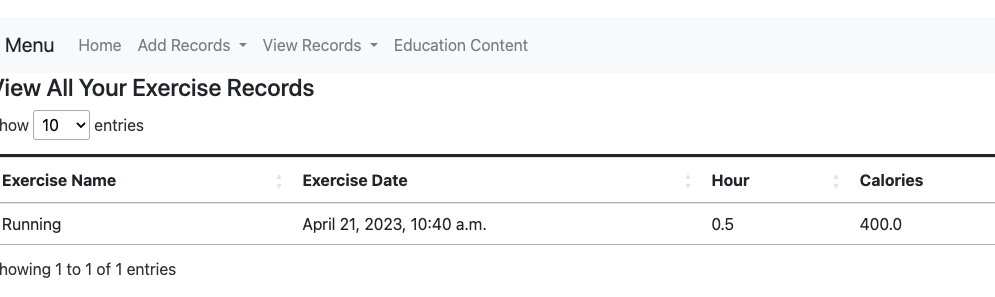 Menu Home Add Records View Records Education Content
View All Your Exercise Records
how 10 entries
Exercise Name Exercise Date Hour Calories
Running April 21, 2023, 10:40 a.m. 0.5 400.0
howing 1 to 1 of 1 entries